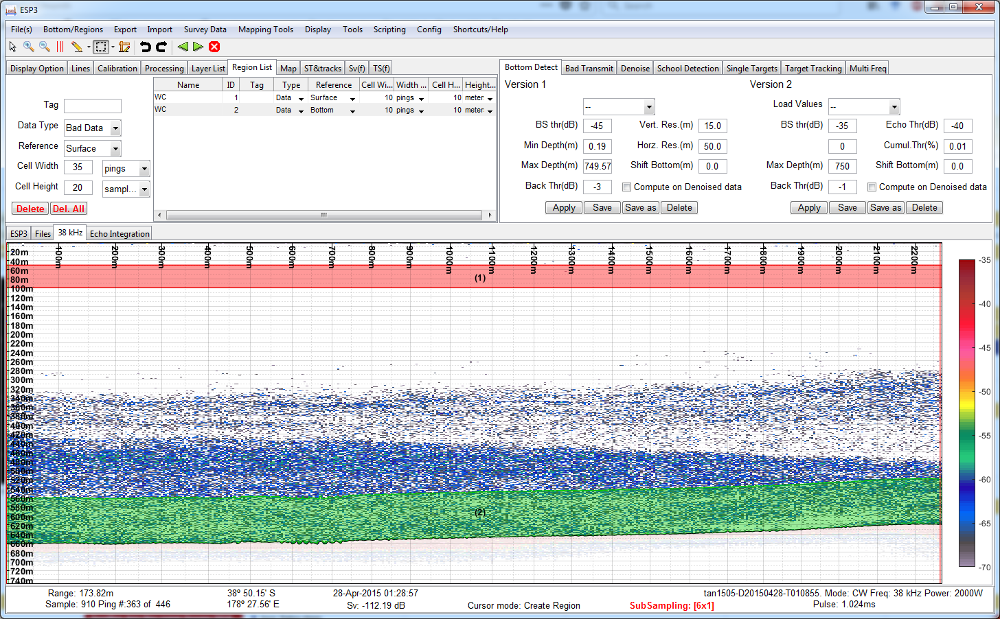 ESP3
File(s) Bottom/Regions Export Import Survey Data Mapping Tools Display Tools Scripting Config Shortcuts/Help
Display Option Lines Calibration Processing Layer List Region List Map ST&tracks Sv(f) TS(f)
Tag
Data Type Bad Data
Reference Surface
Cell Width 35 pings
Cell Height 20 sampl...
Delete Del. All
Name ID Tag Type Reference Cell Wi... Width ... Cell H... Height...
WC 1 Data Surface 10 pings 10 meter
WC 2 Data Bottom 10 pings 10 meter
Bottom Detect Bad Transmit Denoise School Detection Single Targets Target Tracking Multi Freq
Version 1
--
BS thr(dB) -45 Vert. Res.(m) 15.0
Min Depth(m) 0.19 Horz. Res.(m) 50.0
Max Depth(m) 749.57 Shift Bottom(m) 0.0
Back Thr(dB) -3 Compute on Denoised data
Apply Save Save as Delete
Version 2
Load Values --
BS thr(dB) -35 Echo Thr(dB) -40
0 Cumul.Thr(%) 0.01
Max Depth(m) 750 Shift Bottom(m) 0.0
Back Thr(dB) -1 Compute on Denoised data
Apply Save Save as Delete
ESP3 Files 38 kHz Echo Integration
100m 200m 300m 400m 500m 600m 700m 800m 900m 1000m 1100m 1200m 1300m 1400m 1500m 1600m 1700m 1800m 1900m 2000m 2100m 2200m
20m
40m
60m
80m
100m
120m
140m
160m
180m
200m
220m
240m
260m
280m
300m
320m
340m
360m
380m
400m
420m
440m
460m
480m
500m
520m
540m
560m
580m
600m
620m
640m
660m
680m
700m
720m
740m
(1)
(2)
-35
-40
-45
-50
-55
-60
-65
-70
Range: 173.82m 38º 50.15' S 28-Apr-2015 01:28:57 tan1505-D20150428-T010855. Mode: CW Freq: 38 kHz Power: 2000W
Sample: 910 Ping #:363 of 446 178º 27.56' E Sv: -112.19 dB Cursor mode: Create Region SubSampling: [6x1] Pulse: 1.024ms